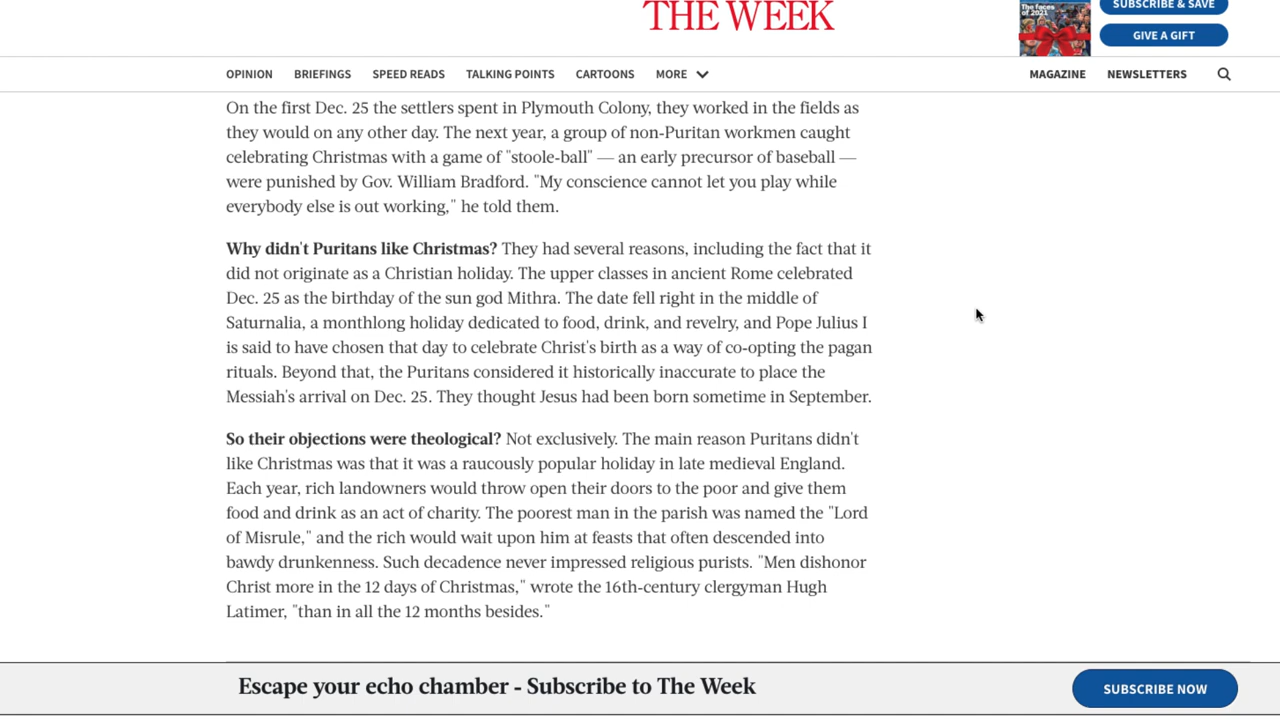 THE WEEK
The faces
of 2021
SUBSCRIBE & SAVE
GIVE A GIFT
OPINION BRIEFINGS SPEED READS TALKING POINTS CARTOONS MORE MAGAZINE NEWSLETTERS
On the first Dec. 25 the settlers spent in Plymouth Colony, they worked in the fields as
they would on any other day. The next year, a group of non-Puritan workmen caught
celebrating Christmas with a game of "stoole-ball" — an early precursor of baseball —
were punished by Gov. William Bradford. "My conscience cannot let you play while
everybody else is out working," he told them.
Why didn't Puritans like Christmas? They had several reasons, including the fact that it
did not originate as a Christian holiday. The upper classes in ancient Rome celebrated
Dec. 25 as the birthday of the sun god Mithra. The date fell right in the middle of
Saturnalia, a monthlong holiday dedicated to food, drink, and revelry, and Pope Julius I
is said to have chosen that day to celebrate Christ's birth as a way of co-opting the pagan
rituals. Beyond that, the Puritans considered it historically inaccurate to place the
Messiah's arrival on Dec. 25. They thought Jesus had been born sometime in September.
So their objections were theological? Not exclusively. The main reason Puritans didn't
like Christmas was that it was a raucously popular holiday in late medieval England.
Each year, rich landowners would throw open their doors to the poor and give them
food and drink as an act of charity. The poorest man in the parish was named the "Lord
of Misrule," and the rich would wait upon him at feasts that often descended into
bawdy drunkenness. Such decadence never impressed religious purists. "Men dishonor
Christ more in the 12 days of Christmas," wrote the 16th-century clergyman Hugh
Latimer, "than in all the 12 months besides."
Escape your echo chamber - Subscribe to The Week
SUBSCRIBE NOW